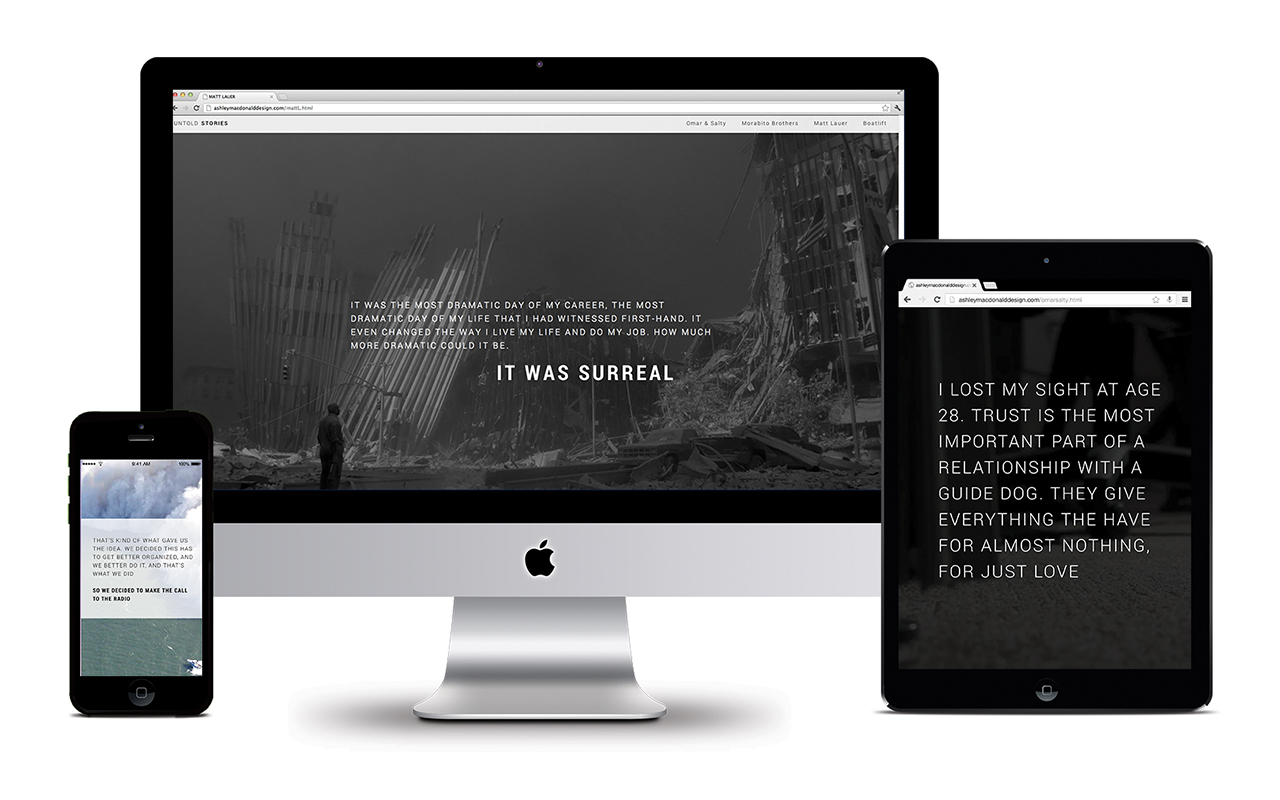 MATT LAUER
ashleymacdonalddesign.com/mattL.html
UNTOLD STORIES
Omar & Salty Morabito Brothers Matt Lauer Boatlift
IT WAS THE MOST DRAMATIC DAY OF MY CAREER, THE MOST
DRAMATIC DAY OF MY LIFE THAT I HAD WITNESSED FIRST-HAND. IT
EVEN CHANGED THE WAY I LIVE MY LIFE AND DO MY JOB. HOW MUCH
MORE DRAMATIC COULD IT BE.
IT WAS SURREAL
9:41 AM 100%
THAT'S KIND OF WHAT GAVE US
THE IDEA. WE DECIDED THIS HAS
TO GET BETTER ORGANIZED, AND
WE BETTER DO IT, AND THAT'S
WHAT WE DID
SO WE DECIDED TO MAKE THE CALL
TO THE RADIO
ashleymacdonalddesign.c
ashleymacdonalddesign.com/omarsalty.html
I LOST MY SIGHT AT AGE
28. TRUST IS THE MOST
IMPORTANT PART OF A
RELATIONSHIP WITH A
GUIDE DOG. THEY GIVE
EVERYTHING THE HAVE
FOR ALMOST NOTHING,
FOR JUST LOVE